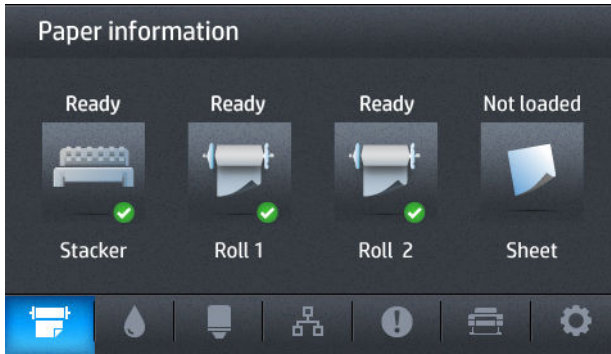 Paper information
Ready Ready Ready Not loaded
Stacker Roll 1 Roll 2 Sheet